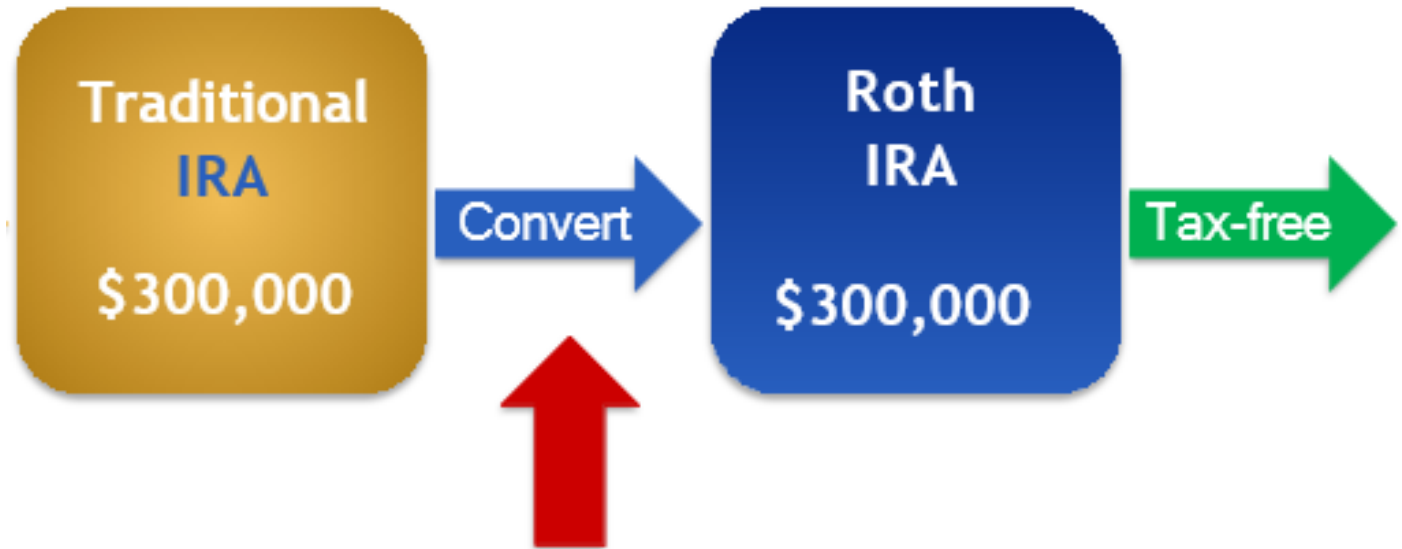 Traditional
IRA
$300,000
Convert
Roth
IRA
$300,000
Tax-free